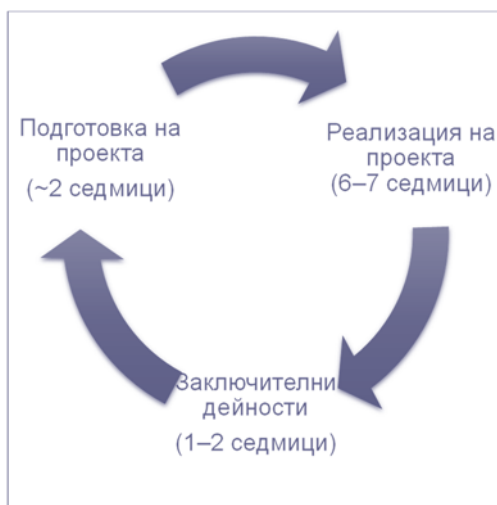 Подготовка на
проекта
(~2 седмици)
Реализация на
проекта
(6–7 седмици)
Заключителни
дейности
(1–2 седмици)